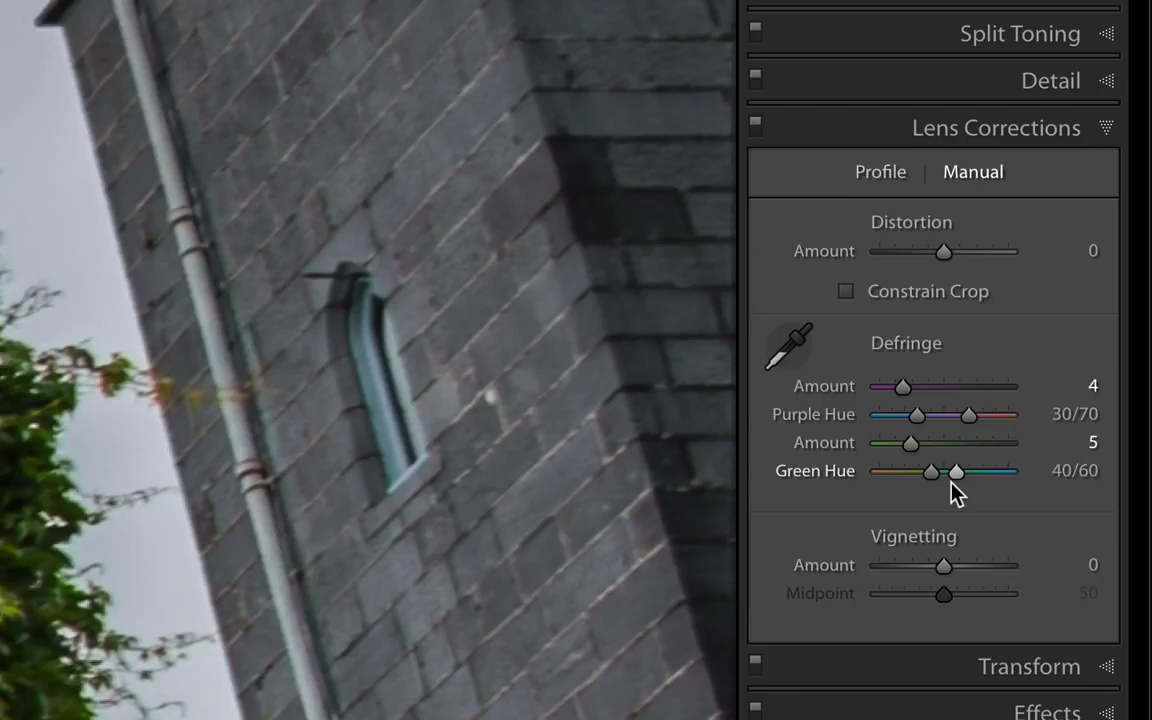 Split Toning
Detail
Lens Corrections
Profile | Manual
Distortion
Amount 0
Constrain Crop
Defringe
Amount 4
Purple Hue 30/70
Amount 5
Green Hue 40/60
Vignetting
Amount 0
Midpoint 50
Transform
Effects